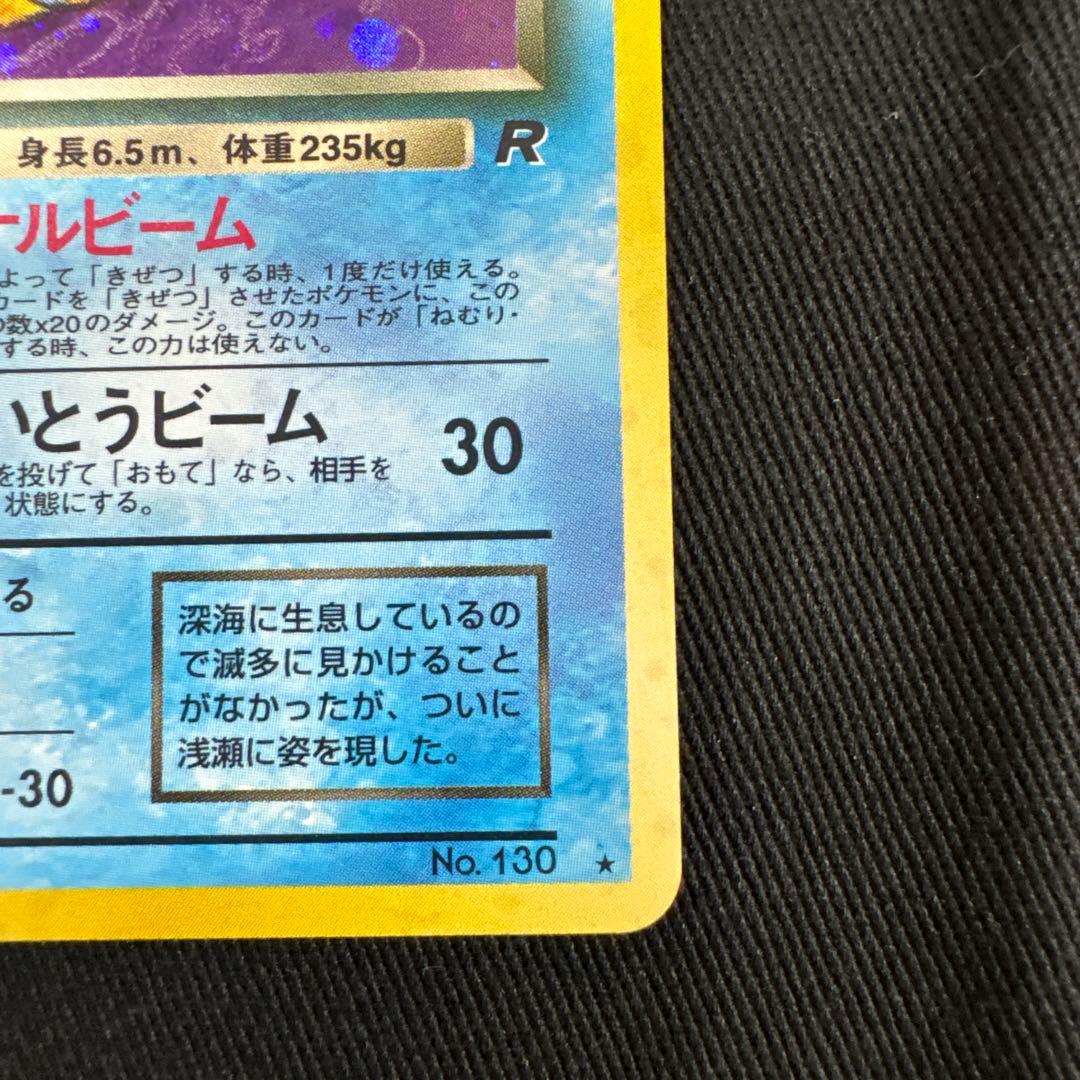 身長6.5m、体重235kg R
ールビーム
よって「きぜつ」する時、1度だけ使える。
カードを「きぜつ」させたポケモンに、この
の数x20のダメージ。このカードが「ねむり・
する時、この力は使えない。
いとうビーム 30
を投げて「おもて」なら、相手を
状態にする。
る
深海に生息しているの
で滅多に見かけること
がなかったが、ついに
浅瀬に姿を現した。
-30
No. 130 ★